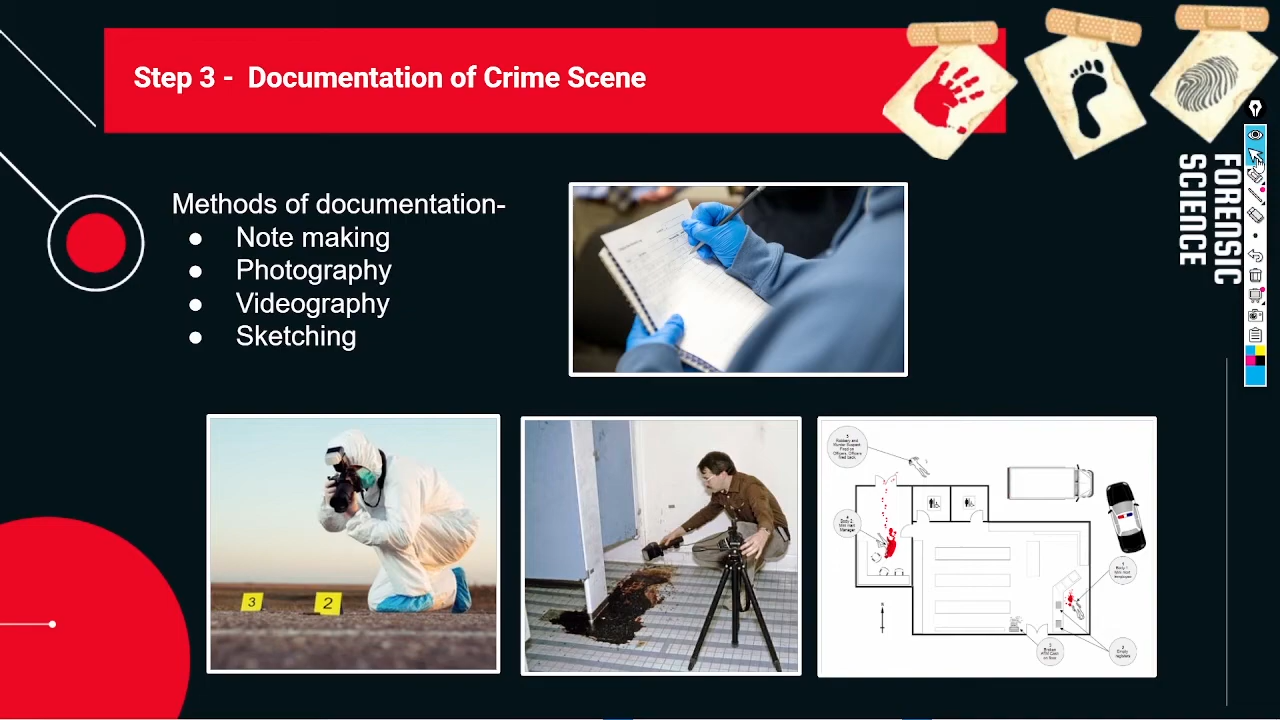 Step 3 - Documentation of Crime Scene
FORENSIC
SCIENCE
Methods of documentation-
● Note making
● Photography
● Videography
● Sketching
3
2